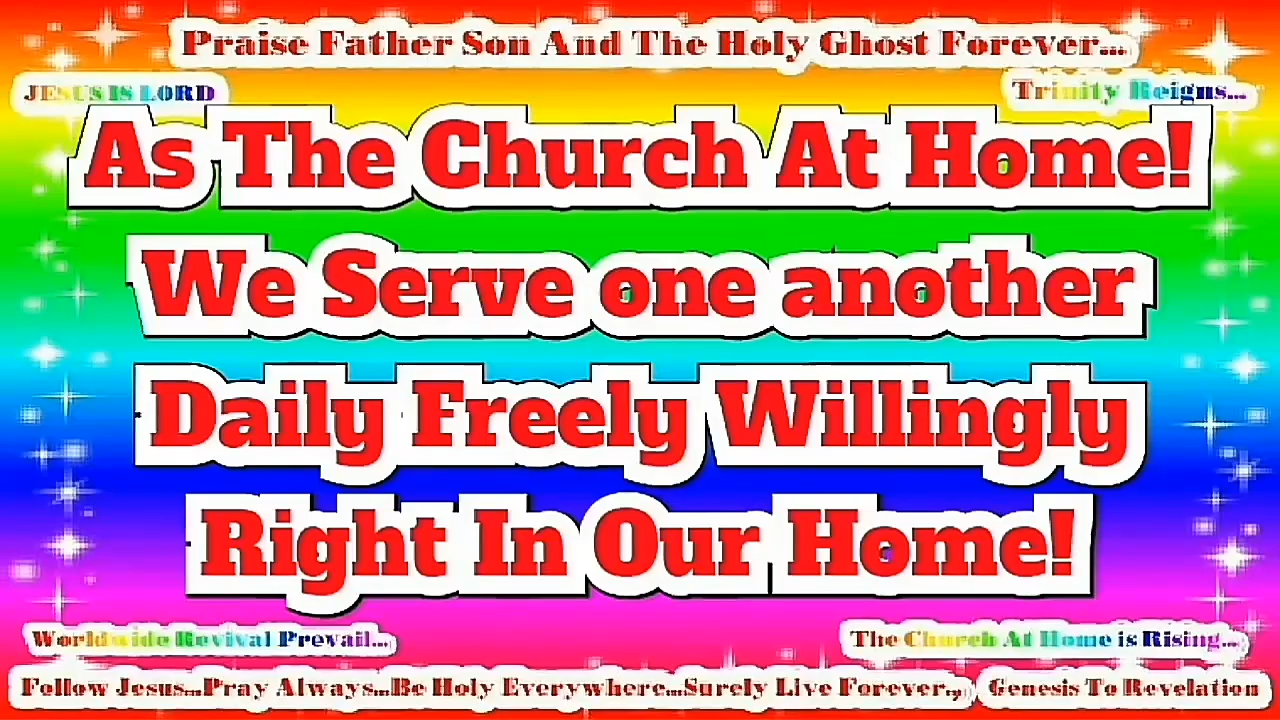 Praise Father Son And The Holy Ghost Forever...
JESUS IS LORD
Trinity Reigns...
As The Church At Home!
We Serve one another
Daily Freely Willingly
Right In Our Home!
Worldwide Revival Prevail...
The Church At Home is Rising...
Follow Jesus...Pray Always...Be Holy Everywhere...Surely Live Forever.,, Genesis To Revelation